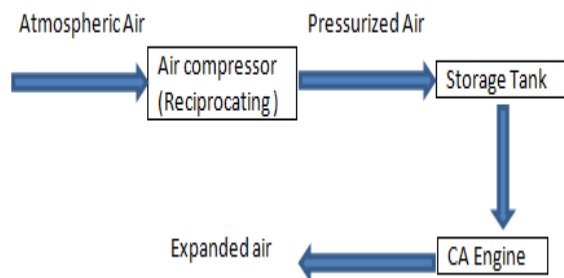 Atmospheric Air
Pressurized Air
Air compressor
(Reciprocating )
Storage Tank
Expanded air
CA Engine